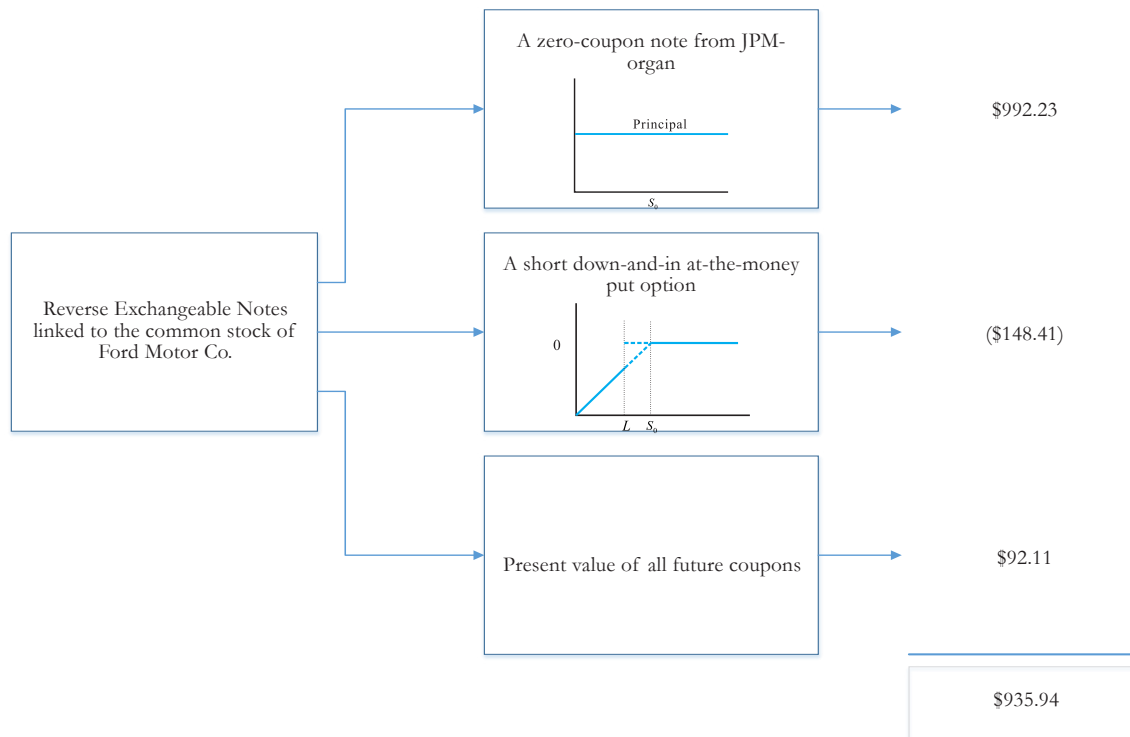 A zero-coupon note from JPM-
organ
Principal
S₀
$992.23
Reverse Exchangeable Notes
linked to the common stock of
Ford Motor Co.
A short down-and-in at-the-money
put option
0
L S₀
($148.41)
Present value of all future coupons
$92.11
$935.94